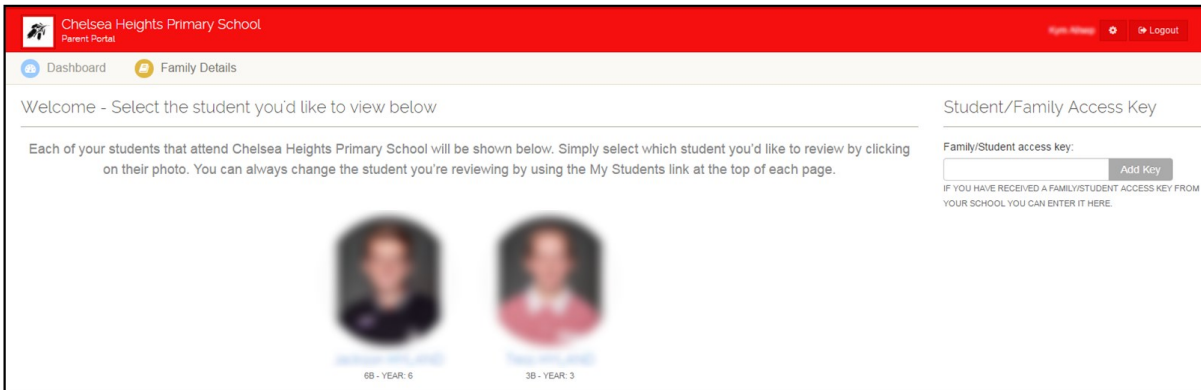 Chelsea Heights Primary School
Parent Portal
Logout
Dashboard
Family Details
Welcome - Select the student you'd like to view below
Each of your students that attend Chelsea Heights Primary School will be shown below. Simply select which student you'd like to review by clicking
on their photo. You can always change the student you're reviewing by using the My Students link at the top of each page.
6B - YEAR: 6
3B - YEAR: 3
Student/Family Access Key
Family/Student access key:
Add Key
IF YOU HAVE RECEIVED A FAMILY/STUDENT ACCESS KEY FROM
YOUR SCHOOL YOU CAN ENTER IT HERE.